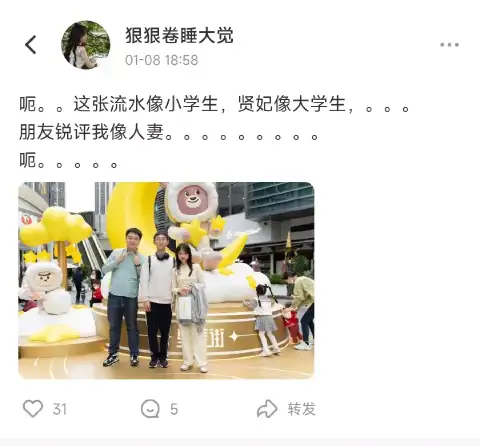 狠狠卷睡大觉
01-08 18:58
呃。。这张流水像小学生，贤妃像大学生，。。。
朋友锐评我像人妻。。。。。。。。。
呃。。。。。
31
5
转发